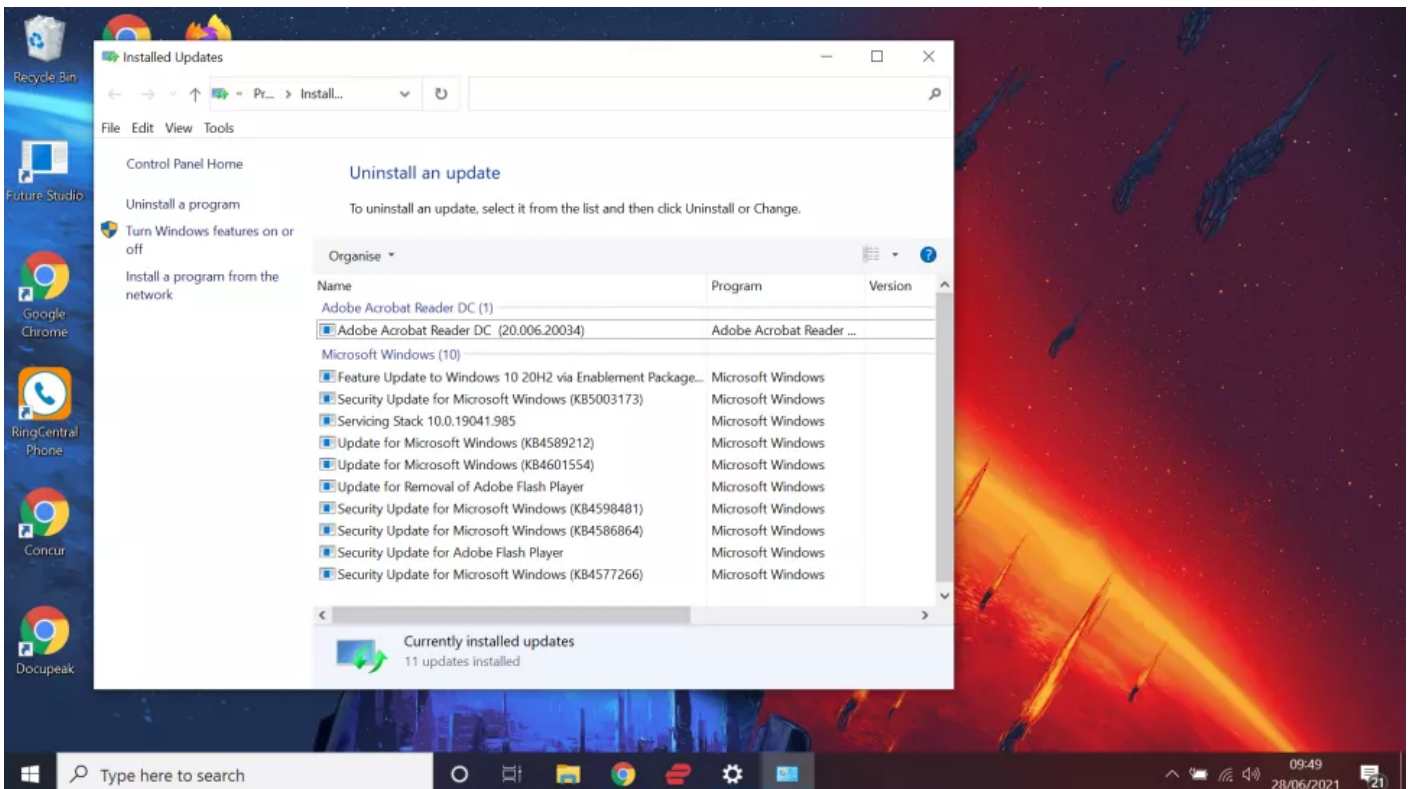 Recycle Bin
Future Studio
Google
Chrome
RingCentral
Phone
Concur
Docupeak
Installed Updates
« Pr... > Install...
File Edit View Tools
Control Panel Home
Uninstall a program
Turn Windows features on or
off
Install a program from the
network
Uninstall an update
To uninstall an update, select it from the list and then click Uninstall or Change.
Organise
Name Program Version
Adobe Acrobat Reader DC (1)
Adobe Acrobat Reader DC (20.006.20034) Adobe Acrobat Reader ...
Microsoft Windows (10)
Feature Update to Windows 10 20H2 via Enablement Package... Microsoft Windows
Security Update for Microsoft Windows (KB5003173) Microsoft Windows
Servicing Stack 10.0.19041.985 Microsoft Windows
Update for Microsoft Windows (KB4589212) Microsoft Windows
Update for Microsoft Windows (KB4601554) Microsoft Windows
Update for Removal of Adobe Flash Player Microsoft Windows
Security Update for Microsoft Windows (KB4598481) Microsoft Windows
Security Update for Microsoft Windows (KB4586864) Microsoft Windows
Security Update for Adobe Flash Player Microsoft Windows
Security Update for Microsoft Windows (KB4577266) Microsoft Windows
Currently installed updates
11 updates installed
Type here to search
09:49
28/06/2021
21